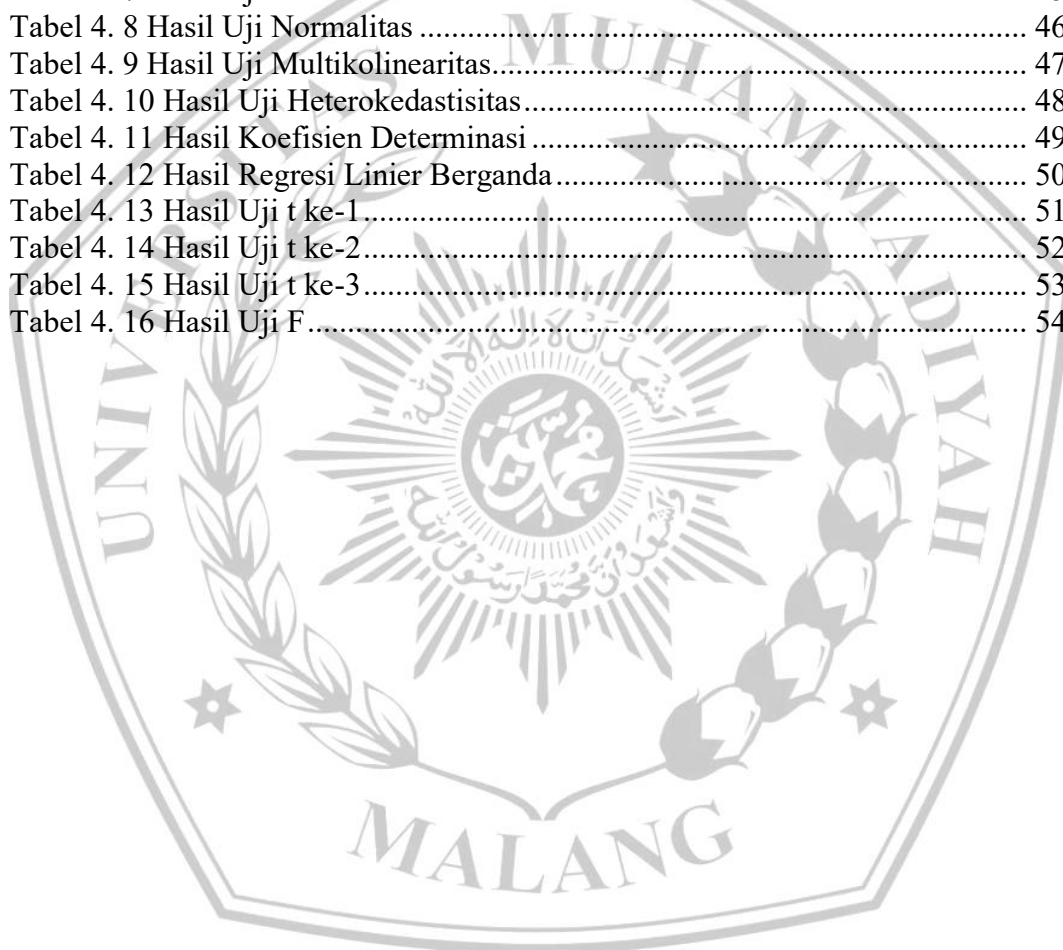 Tabel 4. 8 Hasil Uji Normalitas ........................................................................... 46
Tabel 4. 9 Hasil Uji Multikolinearitas.................................................................. 47
Tabel 4. 10 Hasil Uji Heterokedastisitas.............................................................. 48
Tabel 4. 11 Hasil Koefisien Determinasi ............................................................. 49
Tabel 4. 12 Hasil Regresi Linier Berganda.......................................................... 50
Tabel 4. 13 Hasil Uji t ke-1.................................................................................. 51
Tabel 4. 14 Hasil Uji t ke-2.................................................................................. 52
Tabel 4. 15 Hasil Uji t ke-3.................................................................................. 53
Tabel 4. 16 Hasil Uji F......................................................................................... 54
MUHAMMADIYAH
MALANG